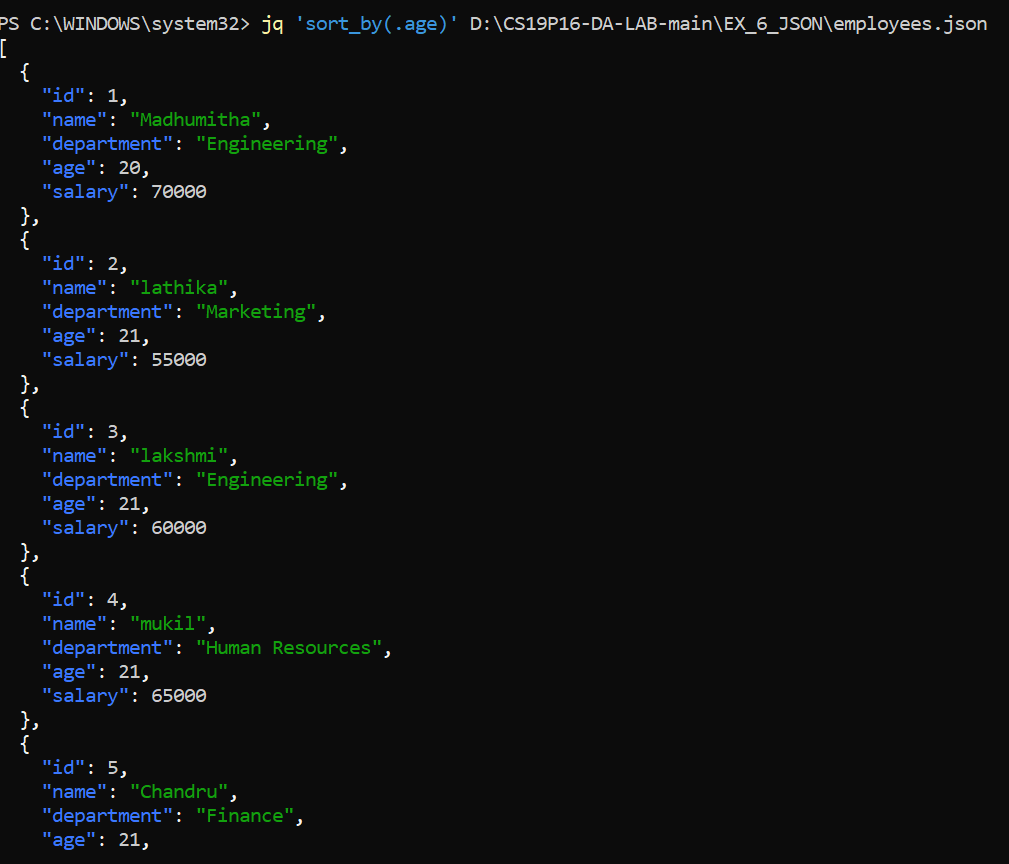 PS C:\WINDOWS\system32> jq 'sort_by(.age)' D:\CS19P16-DA-LAB-main\EX_6_JSON\employees.json
[
  {
    "id": 1,
    "name": "Madhumitha",
    "department": "Engineering",
    "age": 20,
    "salary": 70000
  },
  {
    "id": 2,
    "name": "lathika",
    "department": "Marketing",
    "age": 21,
    "salary": 55000
  },
  {
    "id": 3,
    "name": "lakshmi",
    "department": "Engineering",
    "age": 21,
    "salary": 60000
  },
  {
    "id": 4,
    "name": "mukil",
    "department": "Human Resources",
    "age": 21,
    "salary": 65000
  },
  {
    "id": 5,
    "name": "Chandru",
    "department": "Finance",
    "age": 21,